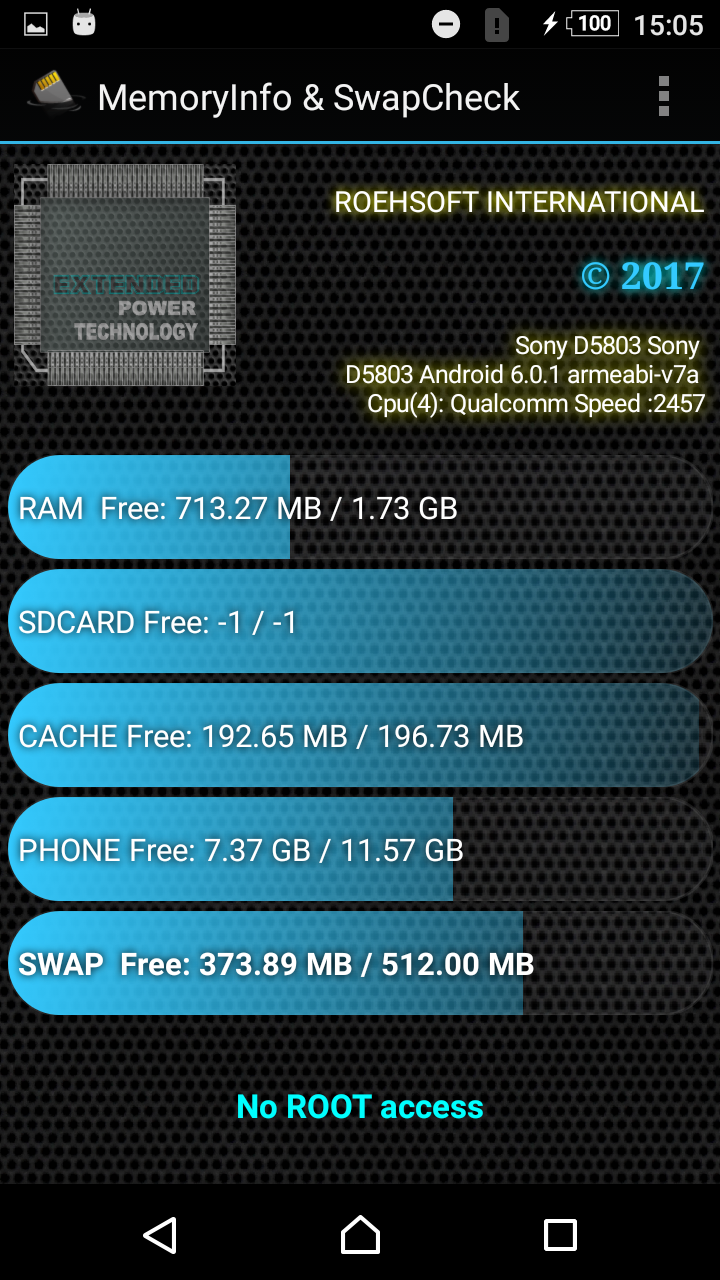 100 15:05
MemoryInfo & SwapCheck
ROEHSOFT INTERNATIONAL
© 2017
EXTENDED
POWER
TECHNOLOGY
Sony D5803 Sony
D5803 Android 6.0.1 armeabi-v7a
Cpu(4): Qualcomm Speed :2457
RAM  Free: 713.27 MB / 1.73 GB
SDCARD Free: -1 / -1
CACHE Free: 192.65 MB / 196.73 MB
PHONE Free: 7.37 GB / 11.57 GB
SWAP  Free: 373.89 MB / 512.00 MB
No ROOT access